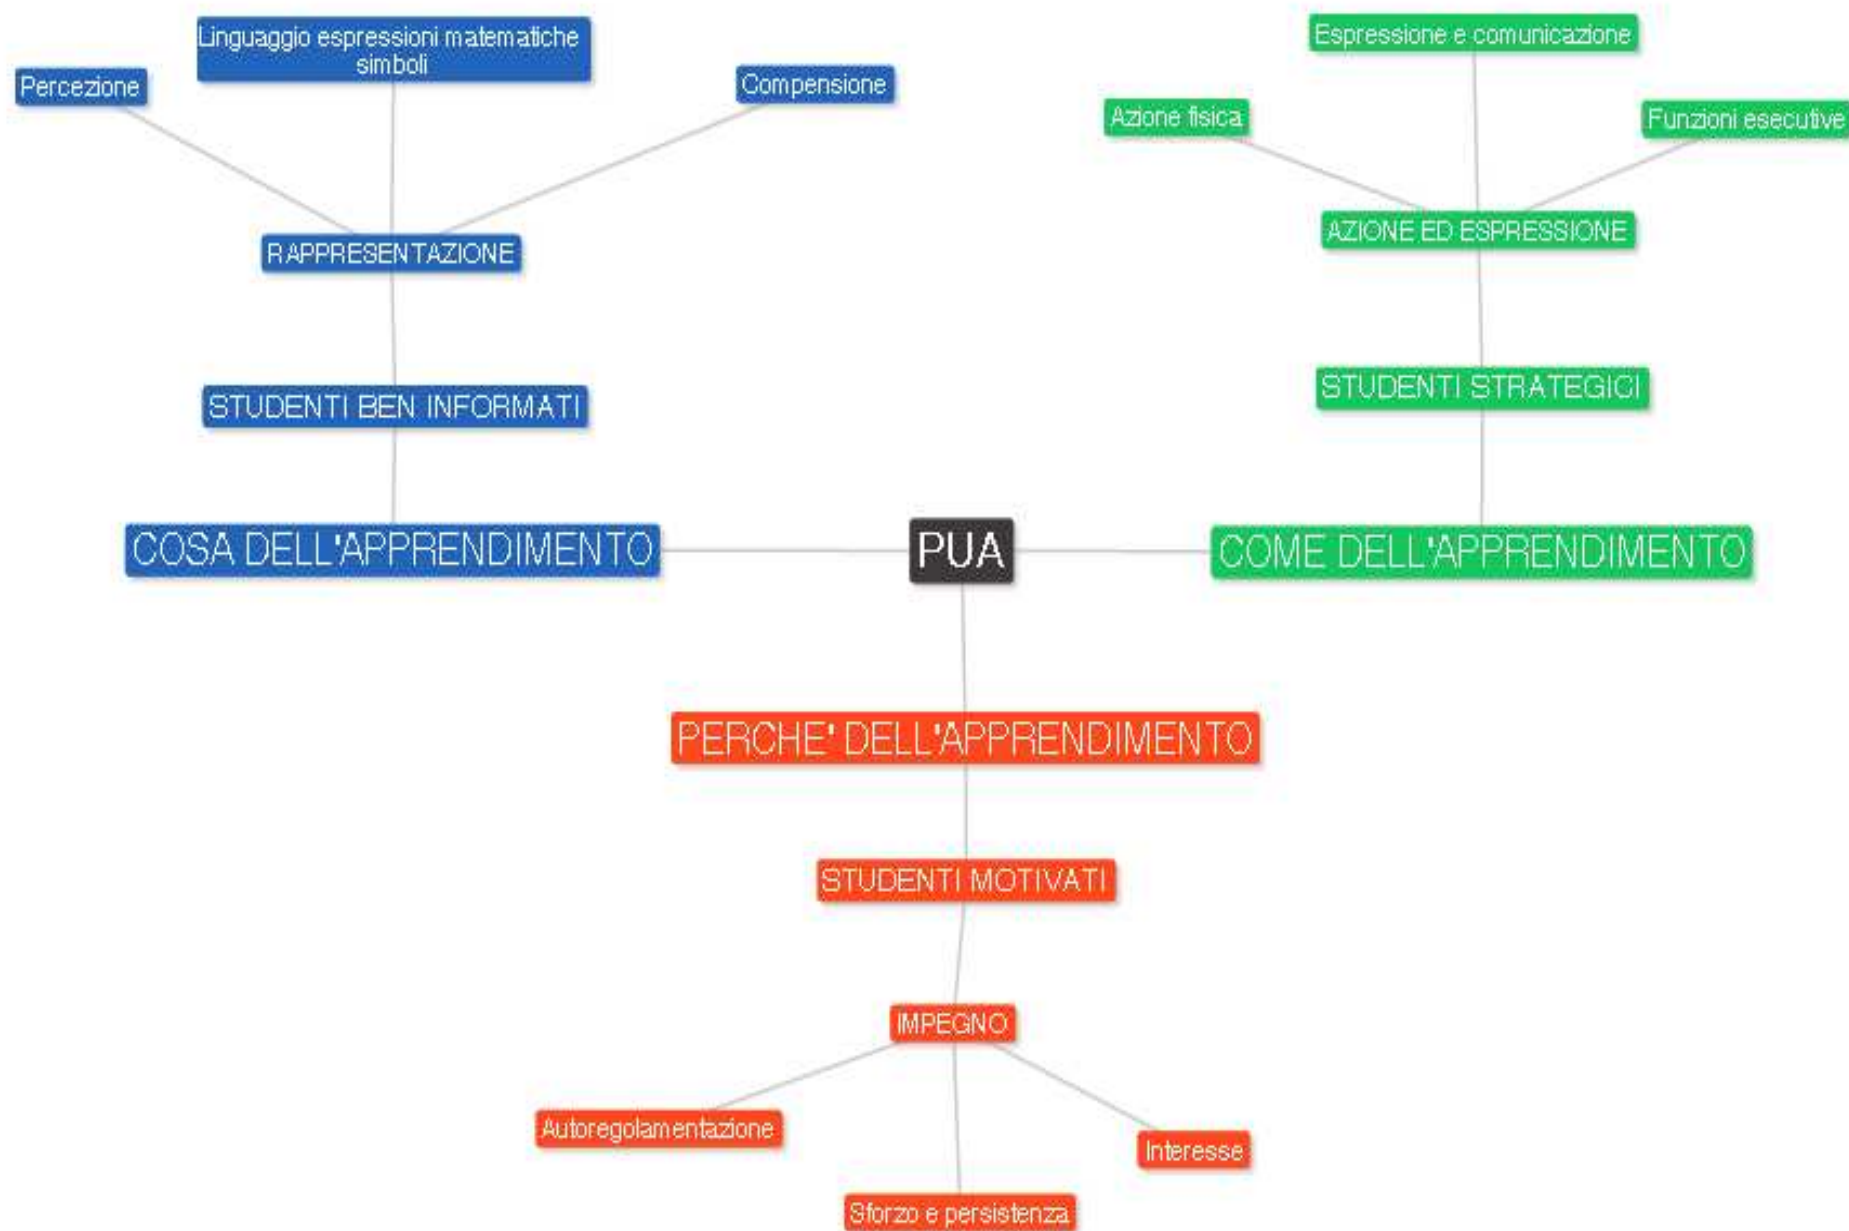 Linguaggio espressioni matematiche
simboli
Percezione
Compensione
RAPPRESENTAZIONE
STUDENTI BEN INFORMATI
COSA DELL'APPRENDIMENTO
Espressione e comunicazione
Azione fisica
Funzioni esecutive
AZIONE ED ESPRESSIONE
STUDENTI STRATEGICI
COME DELL'APPRENDIMENTO
PUA
PERCHE' DELL'APPRENDIMENTO
STUDENTI MOTIVATI
IMPEGNO
Autoregolamentazione
Interesse
Sforzo e persistenza